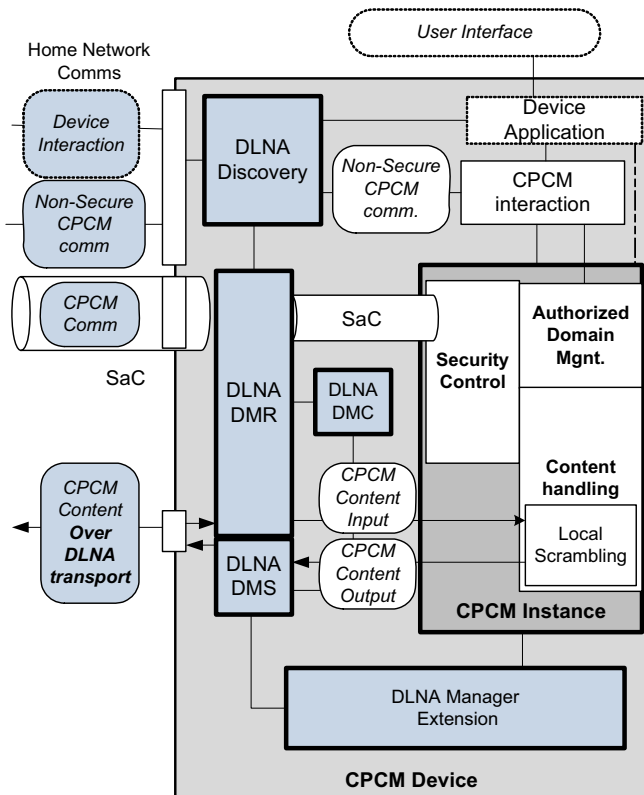 User Interface
Home Network
Comms
Device
Interaction
DLNA
Discovery
Device
Application
Non-Secure
CPCM
comm.
CPCM
interaction
Non-Secure
CPCM
comm
CPCM
Comm
SaC
SaC
Security
Control
Authorized
Domain
Mgnt.
DLNA
DMR
DLNA
DMC
CPCM
Content
Over
DLNA
transport
CPCM
Content
Input
Content
handling
Local
Scrambling
DLNA
DMS
CPCM
Content
Output
CPCM Instance
DLNA Manager
Extension
CPCM Device